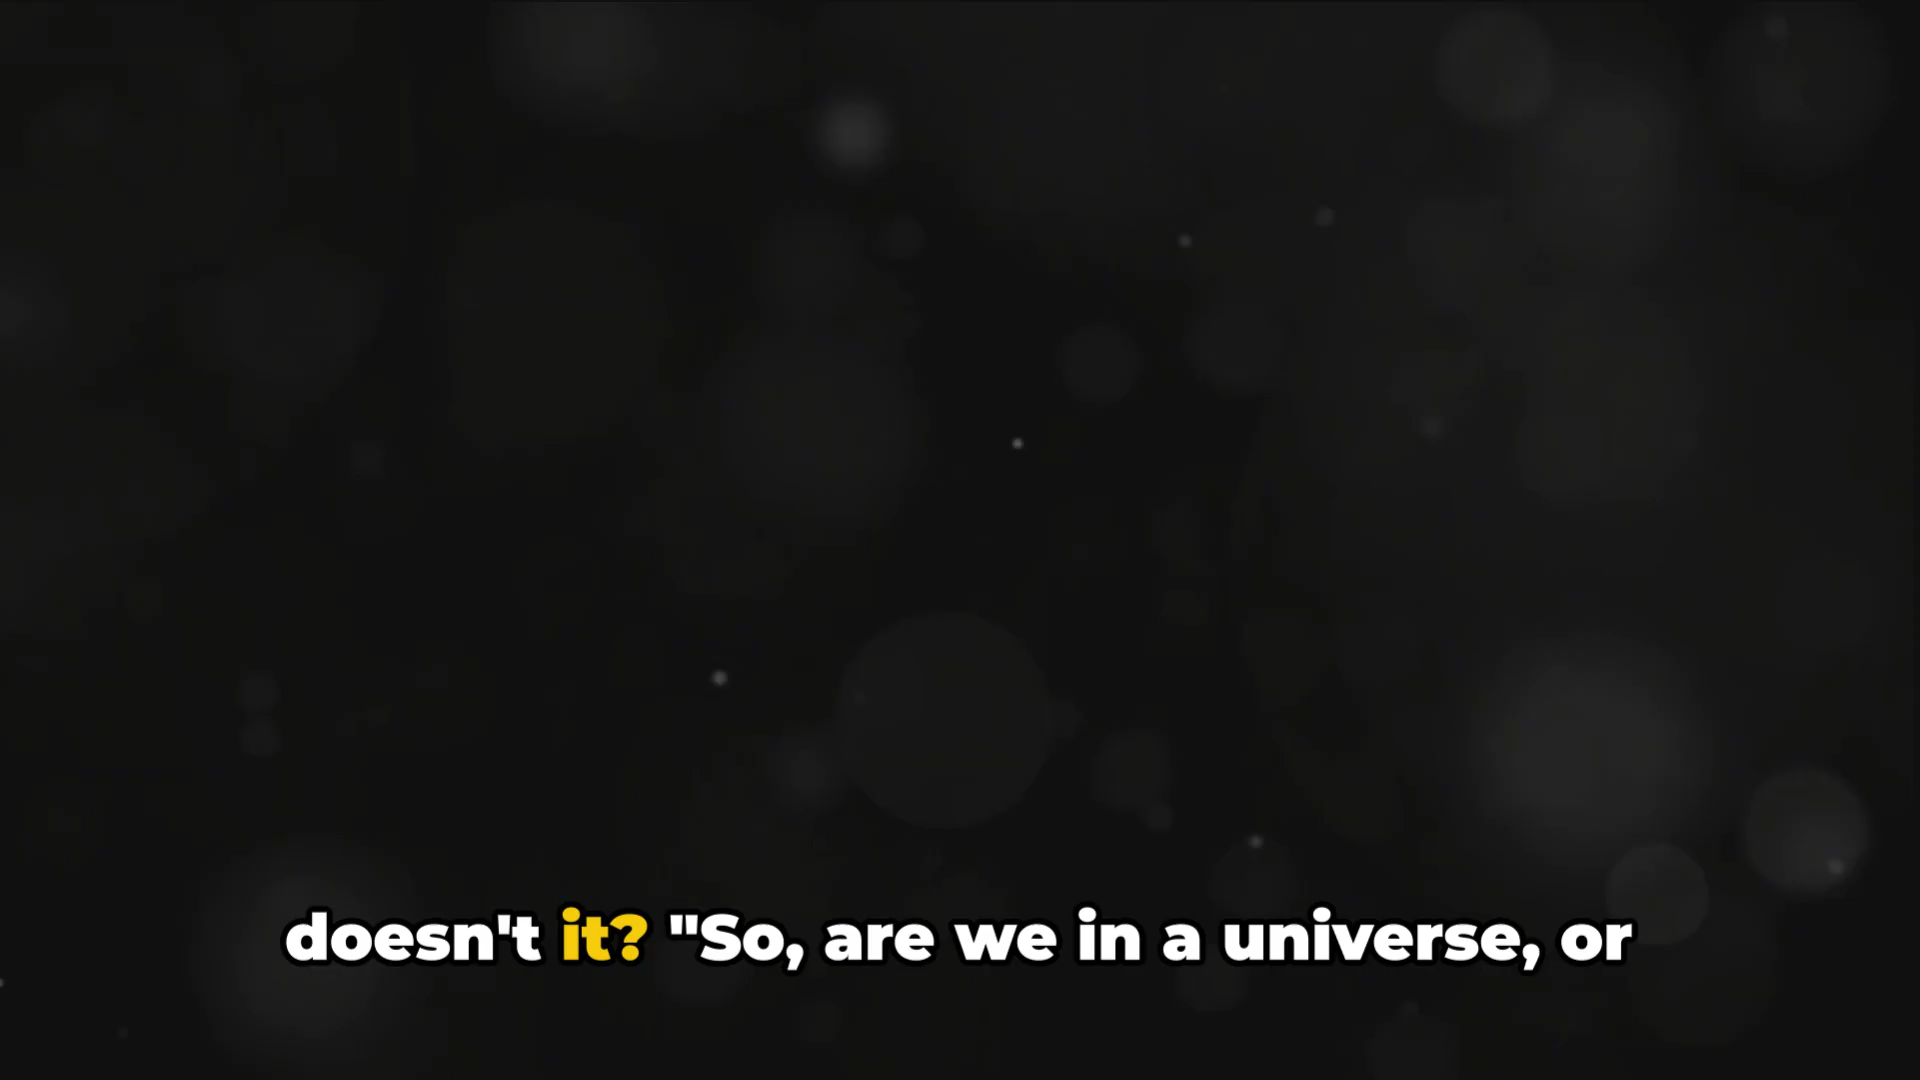 doesn't it? "So, are we in a universe, or